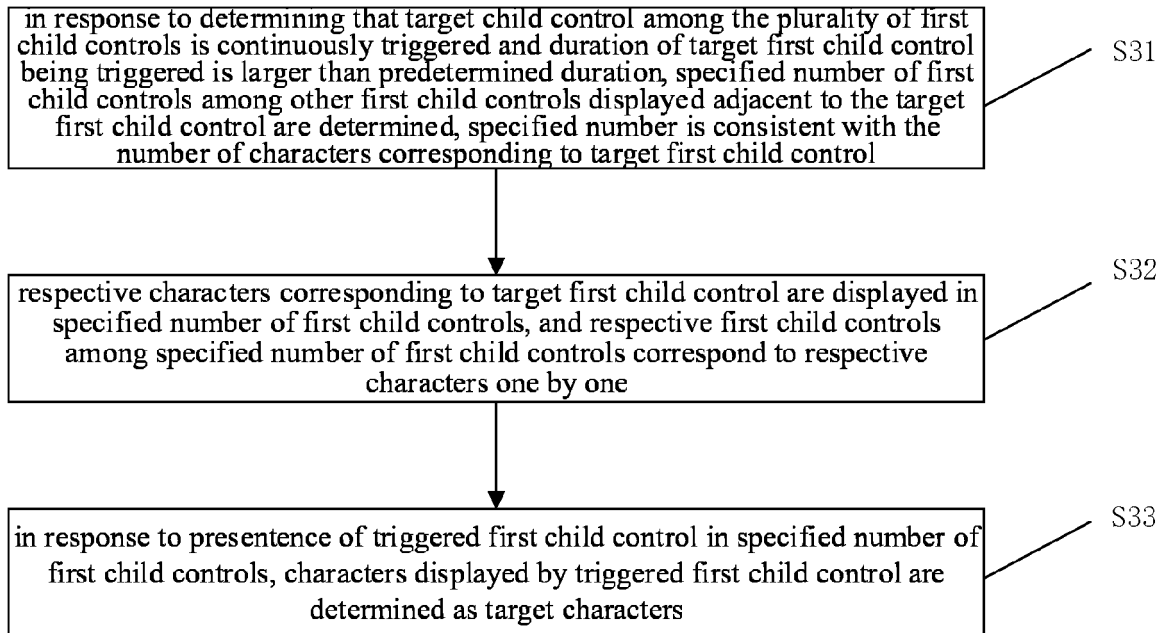 in response to determining that target child control among the plurality of first
child controls is continuously triggered and duration of target first child control
being triggered is larger than predetermined duration, specified number of first
child controls among other first child controls displayed adjacent to the target
first child control are determined, specified number is consistent with the
number of characters corresponding to target first child control
S31
respective characters corresponding to target first child control are displayed in
specified number of first child controls, and respective first child controls
among specified number of first child controls correspond to respective
characters one by one
S32
in response to presentence of triggered first child control in specified number of
first child controls, characters displayed by triggered first child control are
determined as target characters
S33